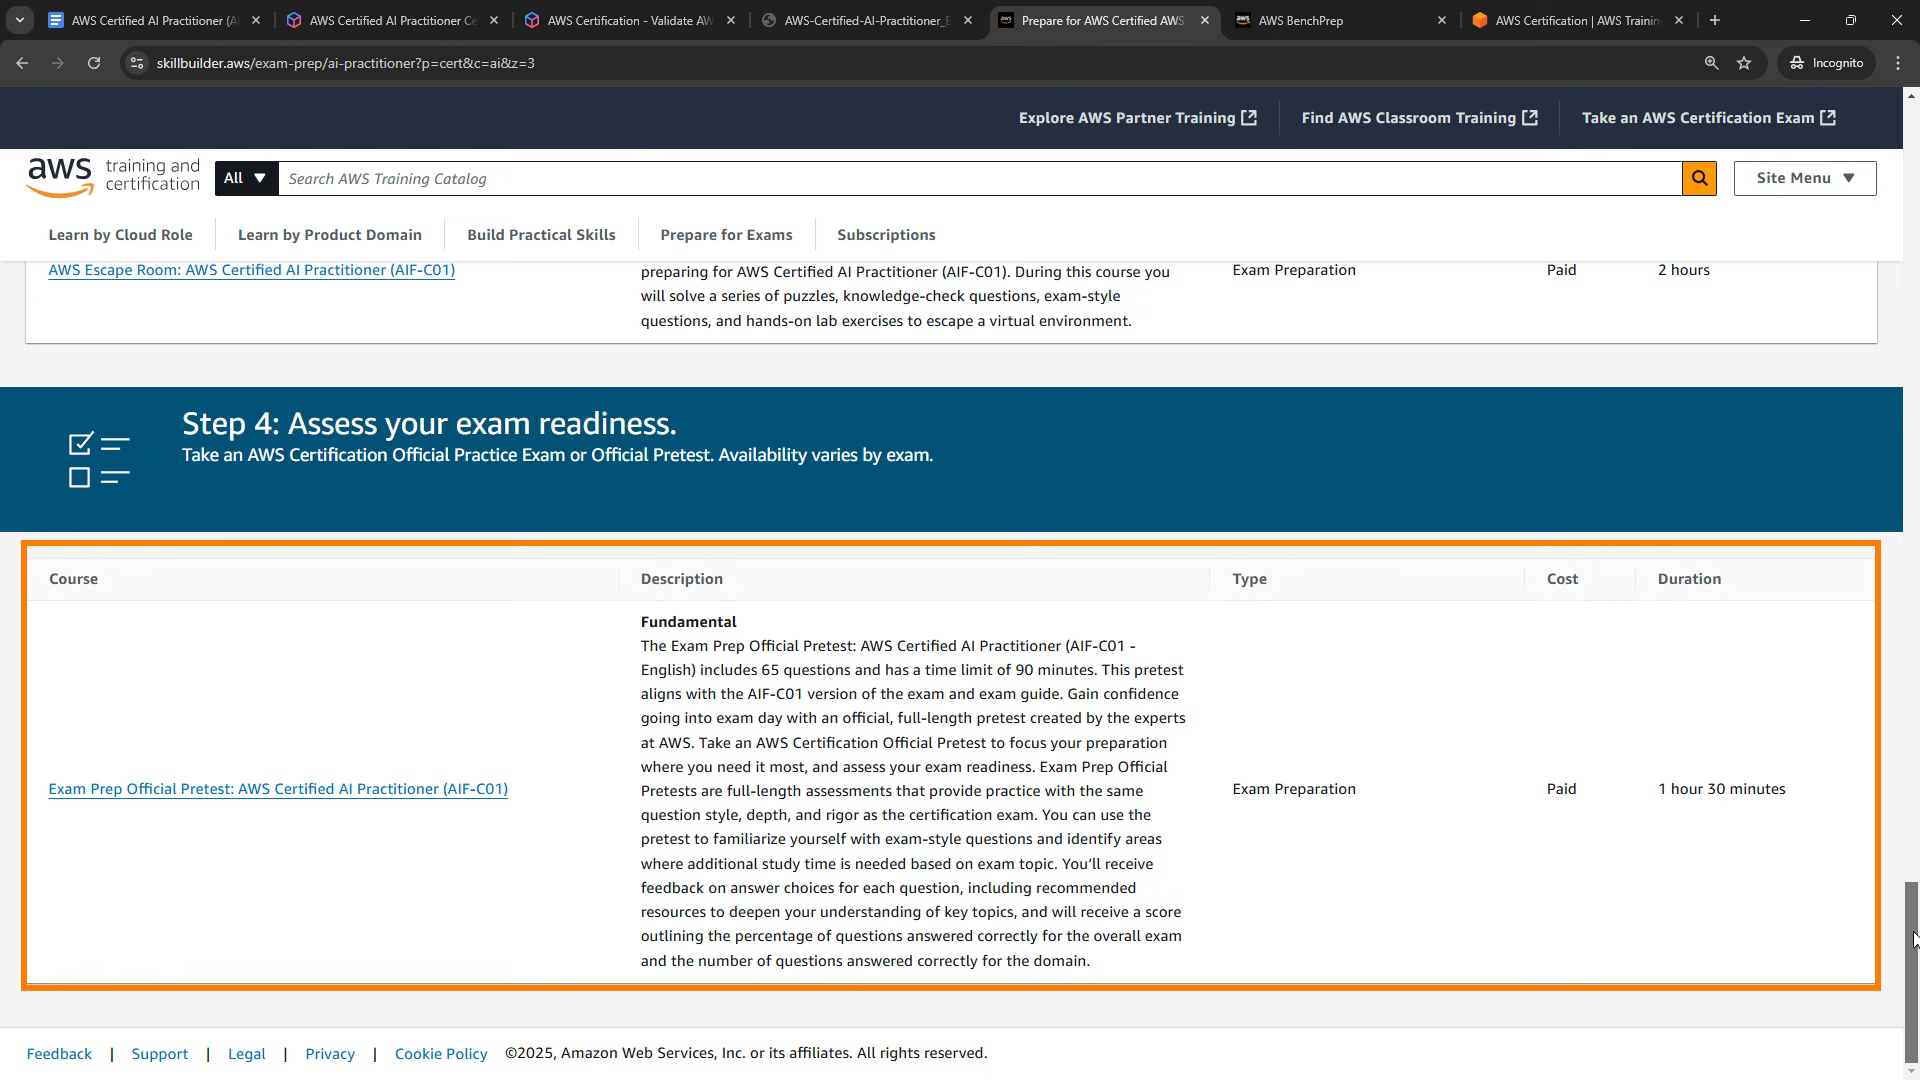 AWS Certified AI Practitioner (A
AWS Certified AI Practitioner Ce
AWS Certification - Validate AW
AWS-Certified-AI-Practitioner_E
Prepare for AWS Certified AWS
AWS BenchPrep
AWS Certification | AWS Trainin
skillbuilder.aws/exam-prep/ai-practitioner?p=cert&c=ai&z=3
Incognito
Explore AWS Partner Training
Find AWS Classroom Training
Take an AWS Certification Exam
aws training and certification
All
Search AWS Training Catalog
Site Menu
Learn by Cloud Role
Learn by Product Domain
Build Practical Skills
Prepare for Exams
Subscriptions
AWS Escape Room: AWS Certified AI Practitioner (AIF-C01)
preparing for AWS Certified AI Practitioner (AIF-C01). During this course you
will solve a series of puzzles, knowledge-check questions, exam-style
questions, and hands-on lab exercises to escape a virtual environment.
Exam Preparation
Paid
2 hours
Step 4: Assess your exam readiness.
Take an AWS Certification Official Practice Exam or Official Pretest. Availability varies by exam.
Course
Description
Type
Cost
Duration
Exam Prep Official Pretest: AWS Certified AI Practitioner (AIF-C01)
Fundamental
The Exam Prep Official Pretest: AWS Certified AI Practitioner (AIF-C01 -
English) includes 65 questions and has a time limit of 90 minutes. This pretest
aligns with the AIF-C01 version of the exam and exam guide. Gain confidence
going into exam day with an official, full-length pretest created by the experts
at AWS. Take an AWS Certification Official Pretest to focus your preparation
where you need it most, and assess your exam readiness. Exam Prep Official
Pretests are full-length assessments that provide practice with the same
question style, depth, and rigor as the certification exam. You can use the
pretest to familiarize yourself with exam-style questions and identify areas
where additional study time is needed based on exam topic. You'll receive
feedback on answer choices for each question, including recommended
resources to deepen your understanding of key topics, and will receive a score
outlining the percentage of questions answered correctly for the overall exam
and the number of questions answered correctly for the domain.
Exam Preparation
Paid
1 hour 30 minutes
Feedback | Support | Legal | Privacy | Cookie Policy ©2025, Amazon Web Services, Inc. or its affiliates. All rights reserved.